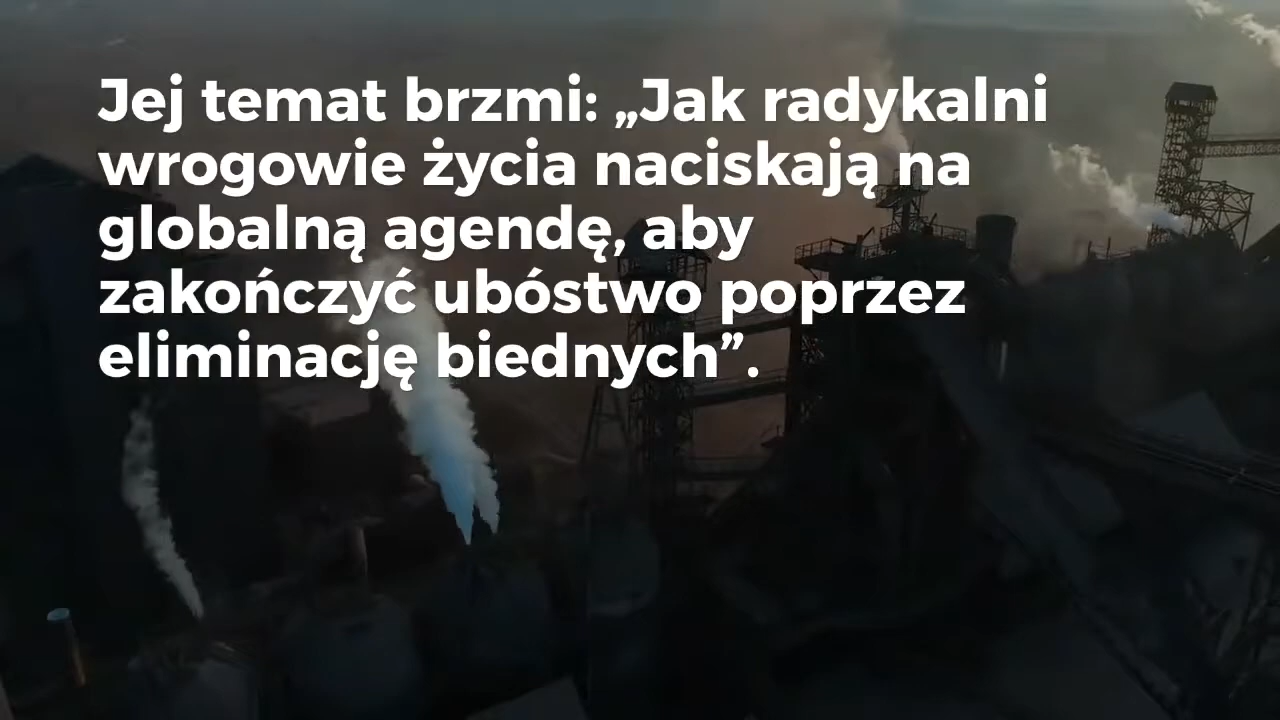 Jej temat brzmi: „Jak radykalni
wrogowie życia naciskają na
globalną agendę, aby
zakończyć ubóstwo poprzez
eliminację biednych”.